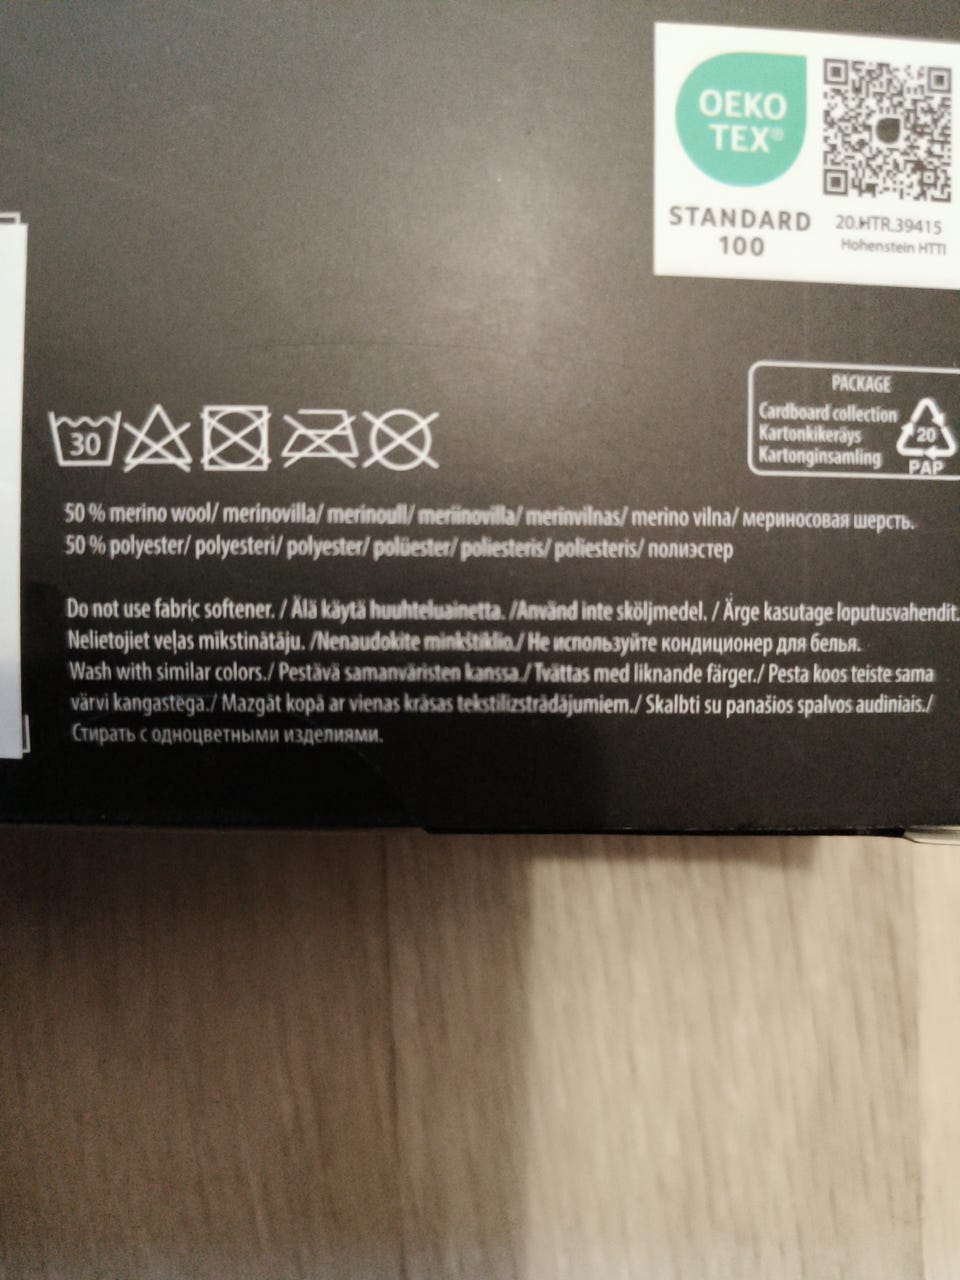 OEKO
TEX®
STANDARD
100
20.HTR.39415
Hohenstein HTTI
PACKAGE
Cardboard collection
Kartonkikeräys
Kartonginsamling
20
PAP
30
50 % merino wool/ merinovilla/ merinoull/ meriinovilla/ merinvilnas/ merino vilna/ мериносовая шерсть.
50 % polyester/ polyesteri/ polyester/ polüester/ poliesteris/ poliesteris/ полиэстер
Do not use fabric softener. / Älä käytä huuhteluainetta. /Använd inte sköljmedel. / Ärge kasutage loputusvahendit.
Nelietojiet veļas mīkstinātāju. /Nenaudokite minkštiklio./ Не используйте кондиционер для белья.
Wash with similar colors./ Pestävä samanväristen kanssa./Tvättas med liknande färger./ Pesta koos teiste sama
värvi kangastega./ Mazgāt kopā ar vienas krāsas tekstilizstrādājumiem./ Skalbti su panašios spalvos audiniais./
Стирать с одноцветными изделиями.